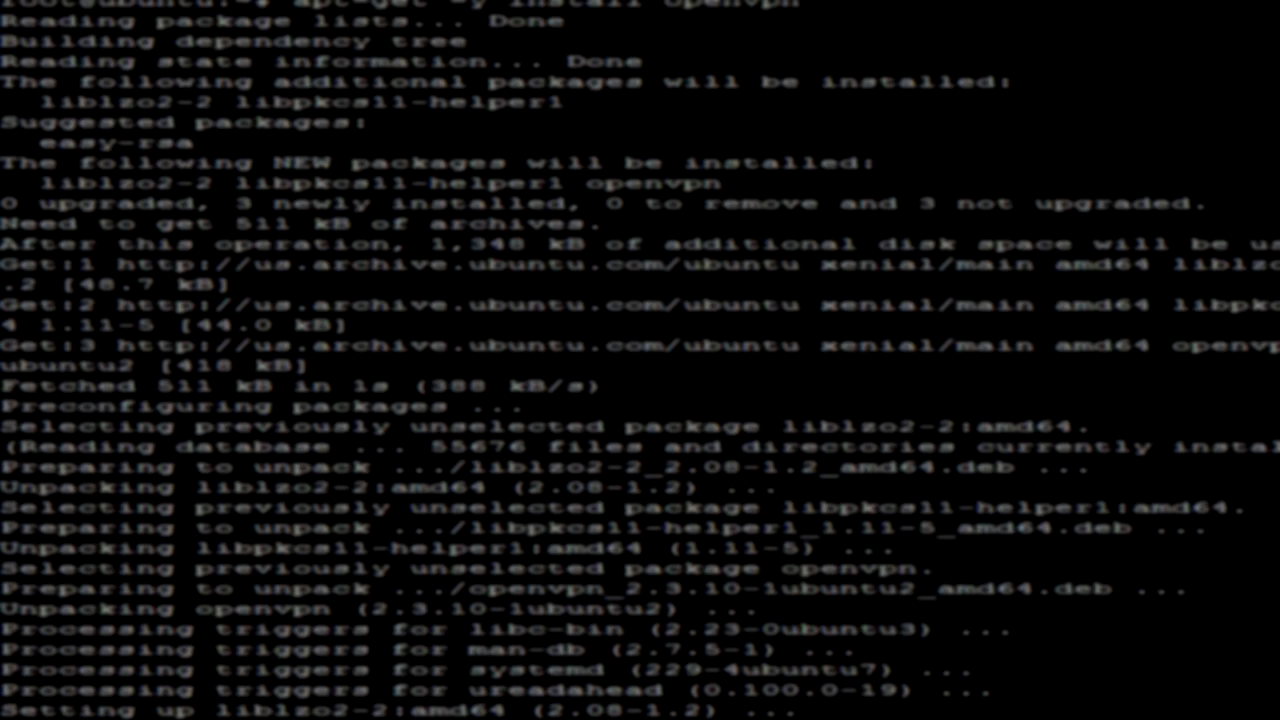 root@ubuntu:~# apt-get -y install openvpn
Reading package lists... Done
Building dependency tree
Reading state information... Done
The following additional packages will be installed:
liblzo2-2 libpkcs11-helper1
Suggested packages:
easy-rsa
The following NEW packages will be installed:
liblzo2-2 libpkcs11-helper1 openvpn
0 upgraded, 3 newly installed, 0 to remove and 3 not upgraded.
Need to get 511 kB of archives.
After this operation, 1,348 kB of additional disk space will be us
Get:1 http://us.archive.ubuntu.com/ubuntu xenial/main amd64 liblzo
.2 [48.7 kB]
Get:2 http://us.archive.ubuntu.com/ubuntu xenial/main amd64 libpkc
4 1.11-5 [44.0 kB]
Get:3 http://us.archive.ubuntu.com/ubuntu xenial/main amd64 openvp
ubuntu2 [418 kB]
Fetched 511 kB in 1s (388 kB/s)
Preconfiguring packages ...
Selecting previously unselected package liblzo2-2:amd64.
(Reading database ... 55676 files and directories currently instal
Preparing to unpack .../liblzo2-2_2.08-1.2_amd64.deb ...
Unpacking liblzo2-2:amd64 (2.08-1.2) ...
Selecting previously unselected package libpkcs11-helper1:amd64.
Preparing to unpack .../libpkcs11-helper1_1.11-5_amd64.deb ...
Unpacking libpkcs11-helper1:amd64 (1.11-5) ...
Selecting previously unselected package openvpn.
Preparing to unpack .../openvpn_2.3.10-1ubuntu2_amd64.deb ...
Unpacking openvpn (2.3.10-1ubuntu2) ...
Processing triggers for libc-bin (2.23-0ubuntu3) ...
Processing triggers for man-db (2.7.5-1) ...
Processing triggers for systemd (229-4ubuntu7) ...
Processing triggers for ureadahead (0.100.0-19) ...
Setting up liblzo2-2:amd64 (2.08-1.2) ...